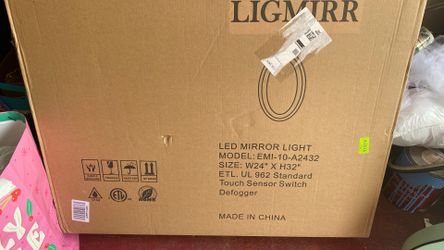 LIGMIRR
LED MIRROR LIGHT
MODEL: EMI-10-A2432
SIZE: W24" X H32"
ETL. UL 962 Standard
Touch Sensor Switch
Defogger
MADE IN CHINA